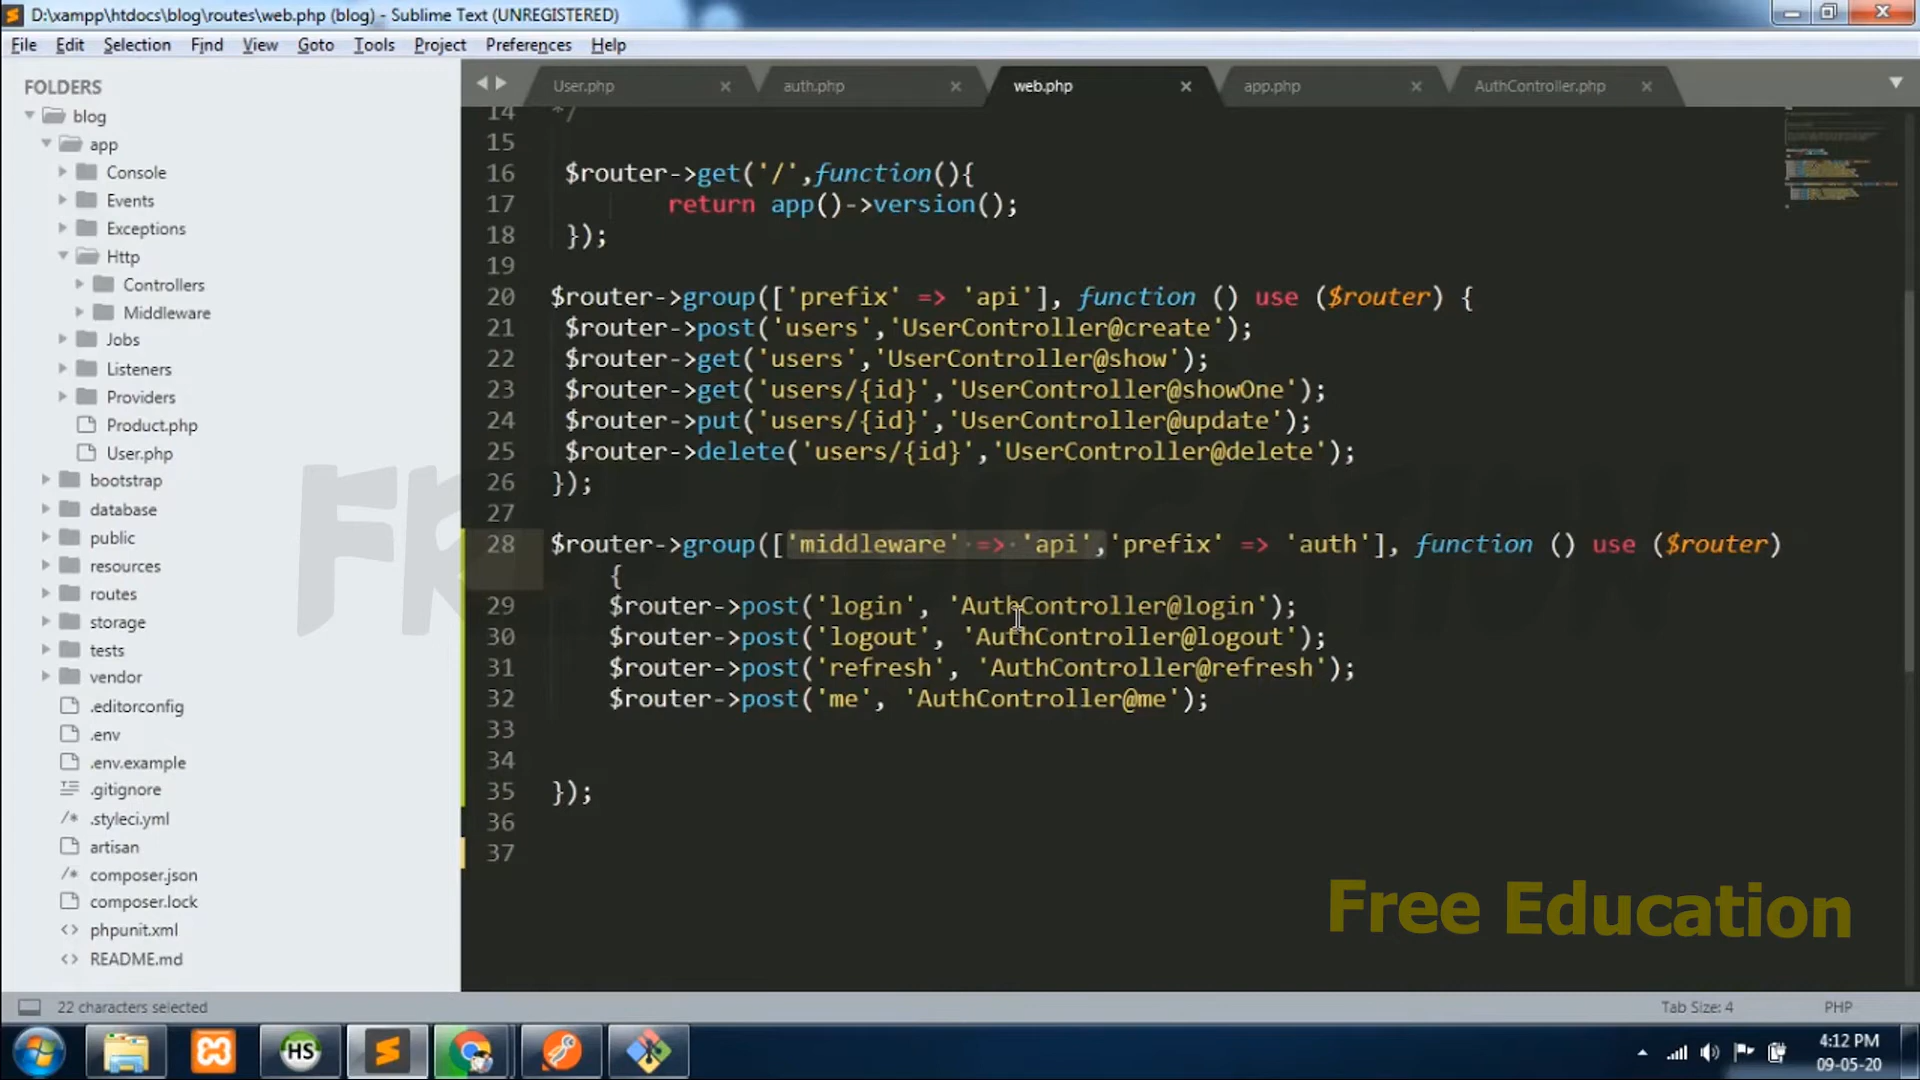 D:\xampp\htdocs\blog\routes\web.php (blog) - Sublime Text (UNREGISTERED)
File Edit Selection Find View Goto Tools Project Preferences Help
FOLDERS
blog
app
Console
Events
Exceptions
Http
Controllers
Middleware
Jobs
Listeners
Providers
Product.php
User.php
bootstrap
database
public
resources
routes
storage
tests
vendor
.editorconfig
.env
.env.example
.gitignore
.styleci.yml
artisan
composer.json
composer.lock
phpunit.xml
README.md
User.php auth.php web.php app.php AuthController.php
14 */
15
16 $router->get('/',function(){
17 return app()->version();
18 });
19
20 $router->group(['prefix' => 'api'], function () use ($router) {
21 $router->post('users','UserController@create');
22 $router->get('users','UserController@show');
23 $router->get('users/{id}','UserController@showOne');
24 $router->put('users/{id}','UserController@update');
25 $router->delete('users/{id}','UserController@delete');
26 });
27
28 $router->group(['middleware' => 'api','prefix' => 'auth'], function () use ($router)
{
29 $router->post('login', 'AuthController@login');
30 $router->post('logout', 'AuthController@logout');
31 $router->post('refresh', 'AuthController@refresh');
32 $router->post('me', 'AuthController@me');
33
34
35 });
36
37
FREE EDUCATION
Free Education
22 characters selected
Tab Size: 4
PHP
HS
4:12 PM
09-05-20